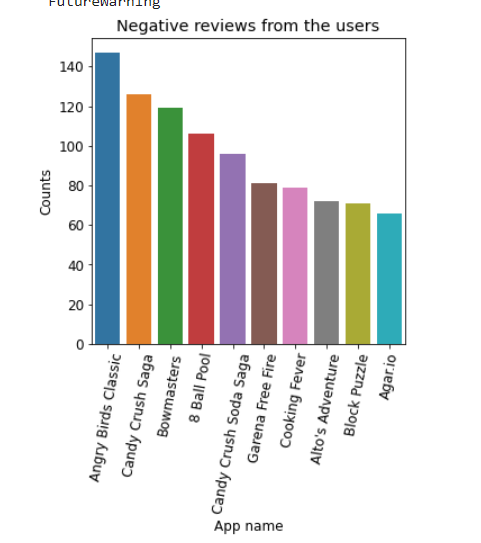 FutureWarning
Negative reviews from the users
140
120
100
80
60
40
20
0
Counts
Angry Birds Classic
Candy Crush Saga
Bowmasters
8 Ball Pool
Candy Crush Soda Saga
Garena Free Fire
Cooking Fever
Alto's Adventure
Block Puzzle
Agar.io
App name